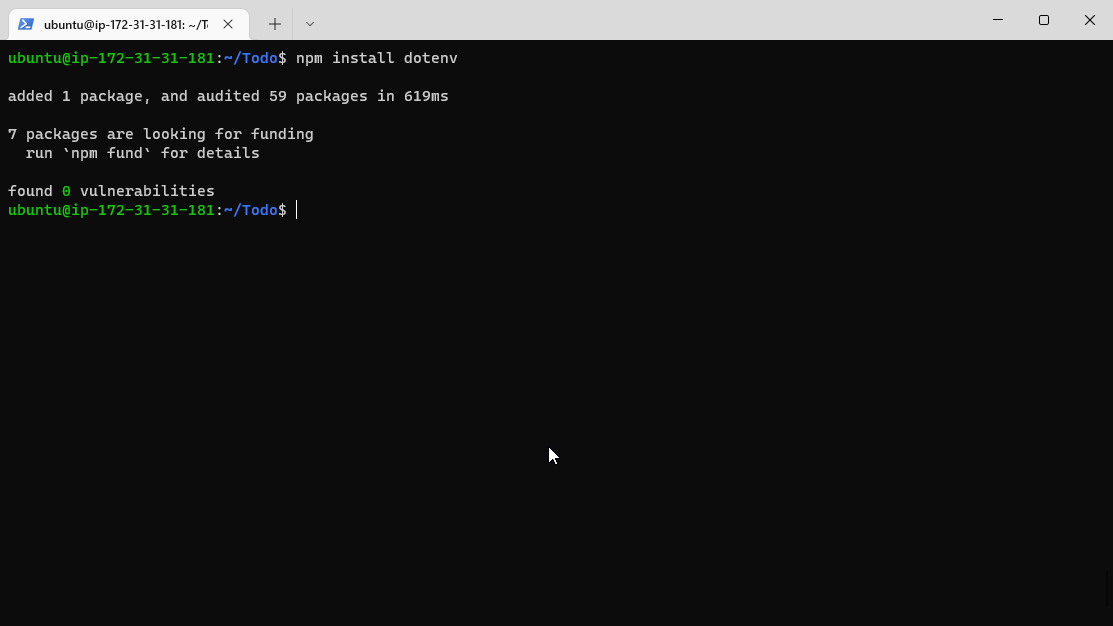 ubuntu@ip-172-31-31-181: ~/T
ubuntu@ip-172-31-31-181:~/Todo$ npm install dotenv
added 1 package, and audited 59 packages in 619ms
7 packages are looking for funding
  run `npm fund` for details
found 0 vulnerabilities
ubuntu@ip-172-31-31-181:~/Todo$